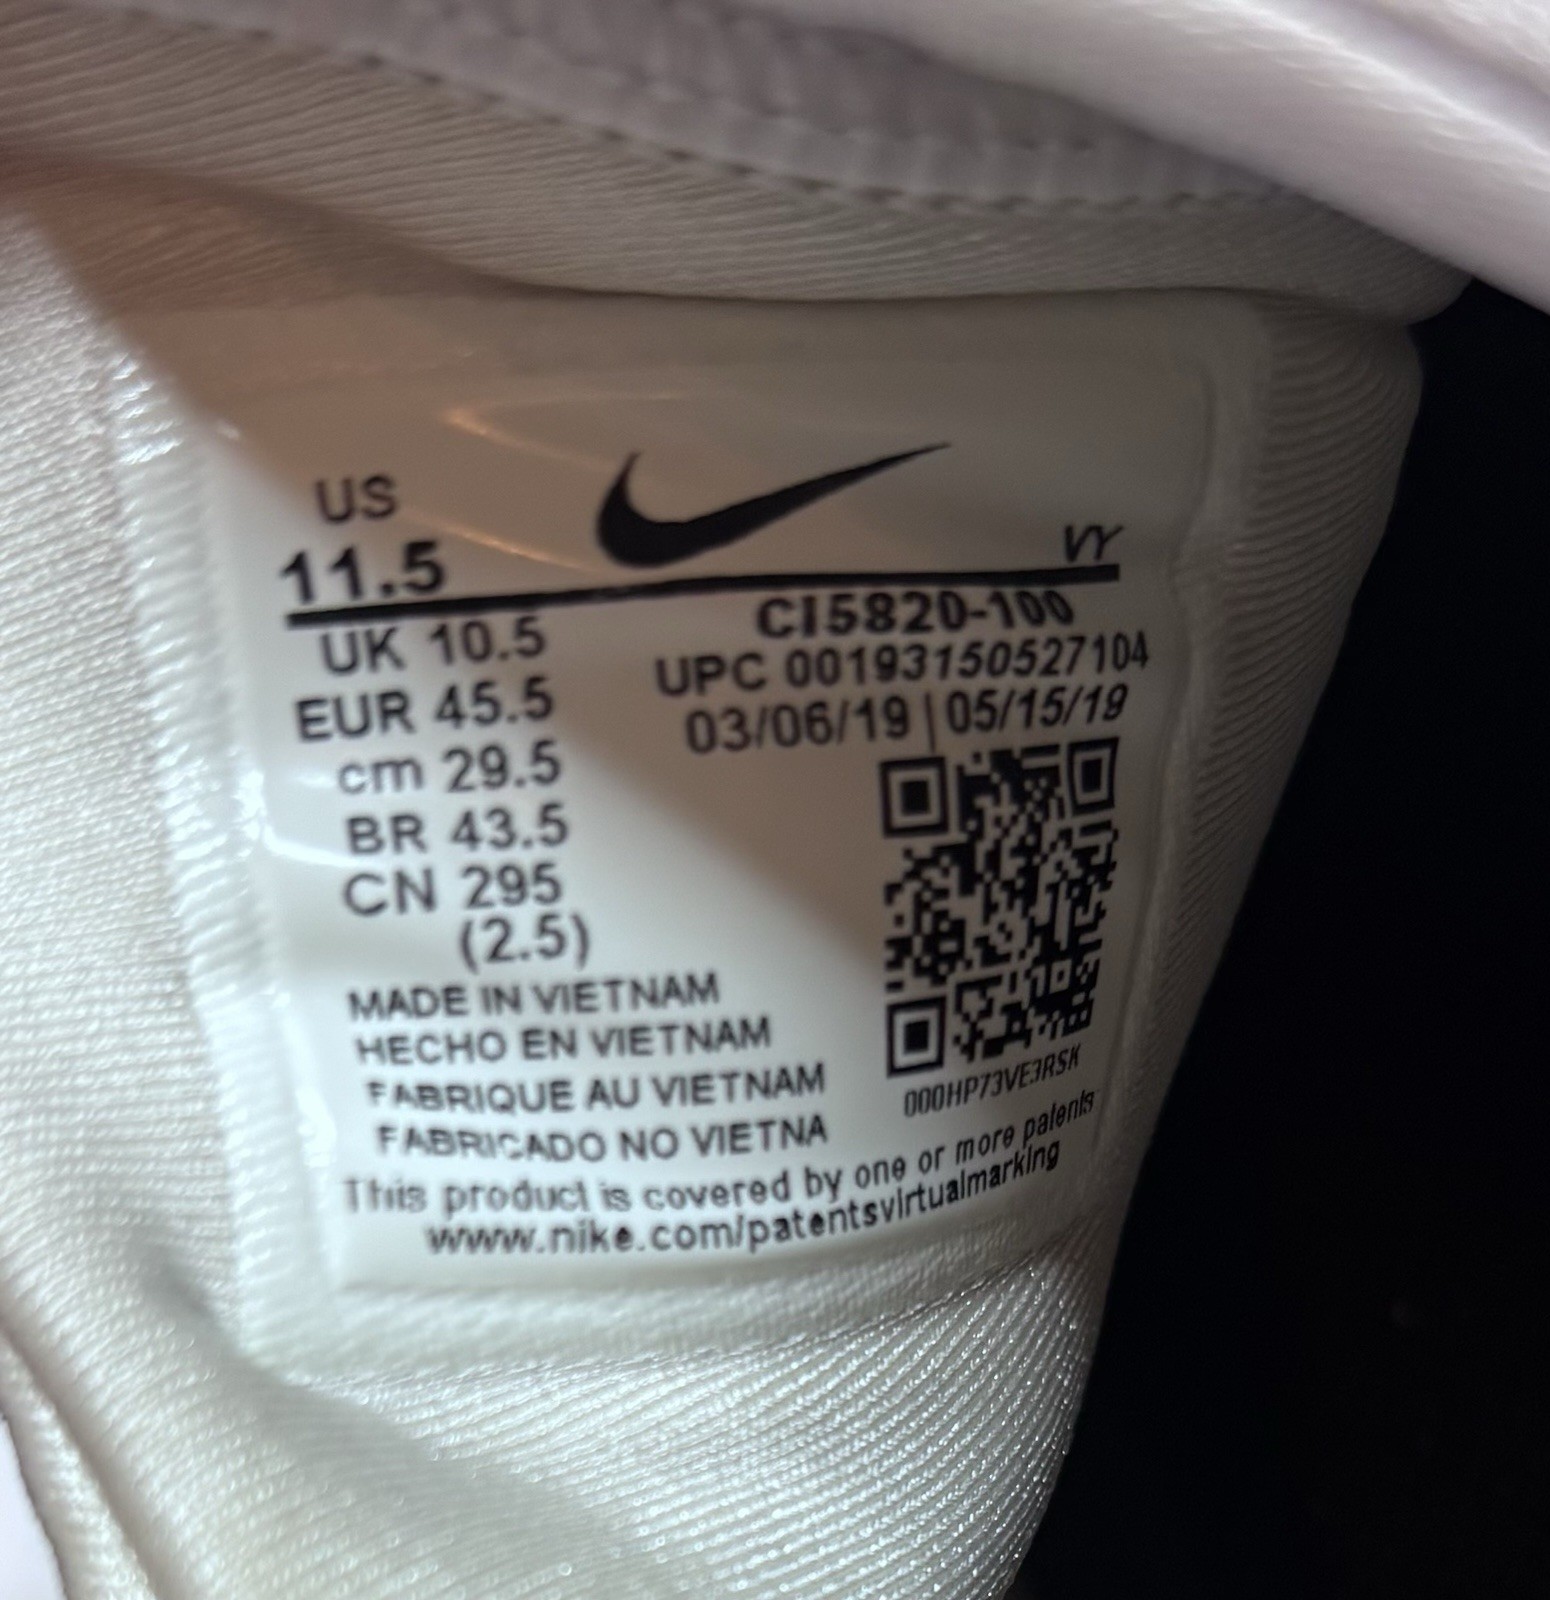 US
11.5
VY
UK 10.5
EUR 45.5
cm 29.5
BR 43.5
CN 295
(2.5)
CI5820-100
UPC 00193150527104
03/06/19 | 05/15/19
000HP73VE3RSK
MADE IN VIETNAM
HECHO EN VIETNAM
FABRIQUE AU VIETNAM
FABRICADO NO VIETNA
This product is covered by one or more patents
www.nike.com/patentsvirtualmarking